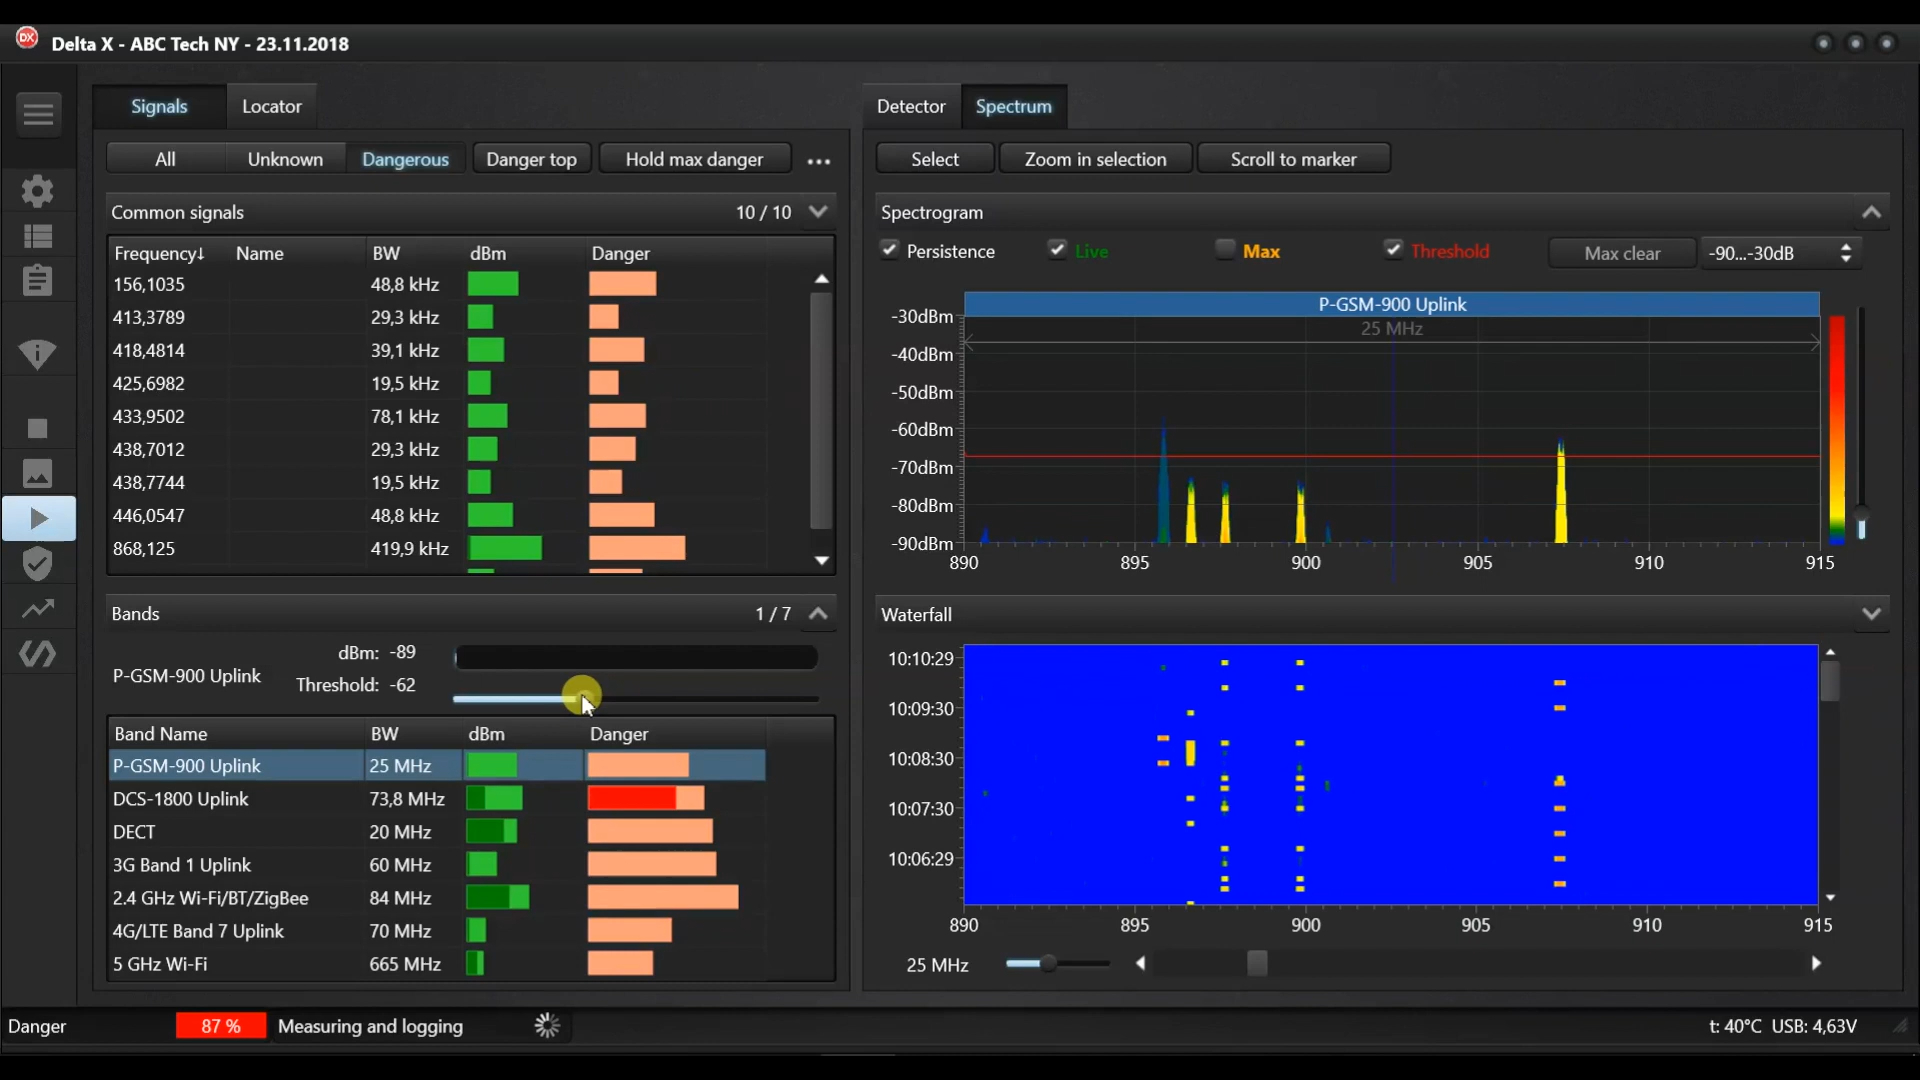 DX Delta X - ABC Tech NY - 23.11.2018
Signals Locator
All Unknown Dangerous Danger top Hold max danger ...
Common signals 10 / 10
Frequency↓ Name BW dBm Danger
156,1035 48,8 kHz
413,3789 29,3 kHz
418,4814 39,1 kHz
425,6982 19,5 kHz
433,9502 78,1 kHz
438,7012 29,3 kHz
438,7744 19,5 kHz
446,0547 48,8 kHz
868,125 419,9 kHz
Bands 1 / 7
dBm: -89
P-GSM-900 Uplink
Threshold: -62
Band Name BW dBm Danger
P-GSM-900 Uplink 25 MHz
DCS-1800 Uplink 73,8 MHz
DECT 20 MHz
3G Band 1 Uplink 60 MHz
2.4 GHz Wi-Fi/BT/ZigBee 84 MHz
4G/LTE Band 7 Uplink 70 MHz
5 GHz Wi-Fi 665 MHz
Detector Spectrum
Select Zoom in selection Scroll to marker
Spectrogram
Persistence Live Max Threshold Max clear -90...-30dB
P-GSM-900 Uplink
25 MHz
-30dBm
-40dBm
-50dBm
-60dBm
-70dBm
-80dBm
-90dBm
890 895 900 905 910 915
Waterfall
10:10:29
10:09:30
10:08:30
10:07:30
10:06:29
890 895 900 905 910 915
25 MHz
Danger 87 % Measuring and logging t: 40°C USB: 4,63V